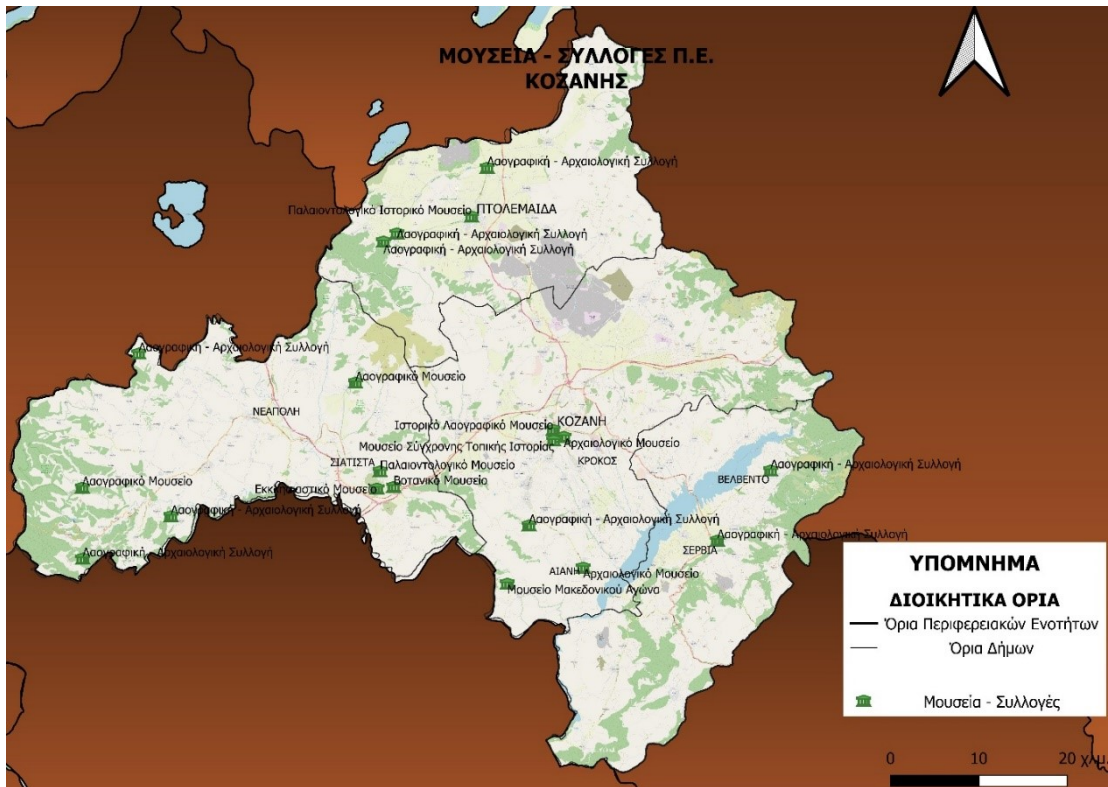 ΜΟΥΣΕΙΑ - ΣΥΛΛΟΓΕΣ Π.Ε.
ΚΟΖΑΝΗΣ
Λαογραφική - Αρχαιολογική Συλλογή
Παλαιοντολογικό Ιστορικό Μουσείο
ΠΤΟΛΕΜΑΙΔΑ
Λαογραφική - Αρχαιολογική Συλλογή
Λαογραφική - Αρχαιολογική Συλλογή
Λαογραφική - Αρχαιολογική Συλλογή
Λαογραφικό Μουσείο
ΝΕΑΠΟΛΗ
Ιστορικό Λαογραφικό Μουσείο
ΚΟΖΑΝΗ
Μουσείο Σύγχρονης Τοπικής Ιστορίας
Αρχαιολογικό Μουσείο
ΚΡΟΚΟΣ
ΣΙΑΤΙΣΤΑ
Παλαιοντολογικό Μουσείο
Λαογραφική - Αρχαιολογική Συλλογή
ΒΕΛΒΕΝΤΟ
Λαογραφικό Μουσείο
Εκκλησιαστικό Μουσείο
Βοτανικό Μουσείο
Λαογραφική - Αρχαιολογική Συλλογή
Λαογραφική - Αρχαιολογική Συλλογή
Λαογραφική - Αρχαιολογική Συλλογή
ΣΕΡΒΙΑ
Λαογραφική - Αρχαιολογική Συλλογή
ΑΙΑΝΗ
Αρχαιολογικό Μουσείο
Μουσείο Μακεδονικού Αγώνα
ΥΠΟΜΝΗΜΑ
ΔΙΟΙΚΗΤΙΚΑ ΟΡΙΑ
Όρια Περιφερειακών Ενοτήτων
Όρια Δήμων
Μουσεία - Συλλογές
0 10 20 χλμ.